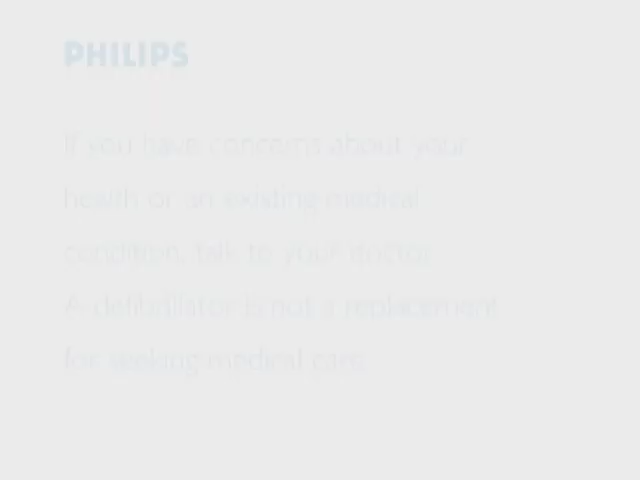 PHILIPS
If you have concerns about your
health or an existing medical
condition, talk to your doctor.
A defibrillator is not a replacement
for seeking medical care.